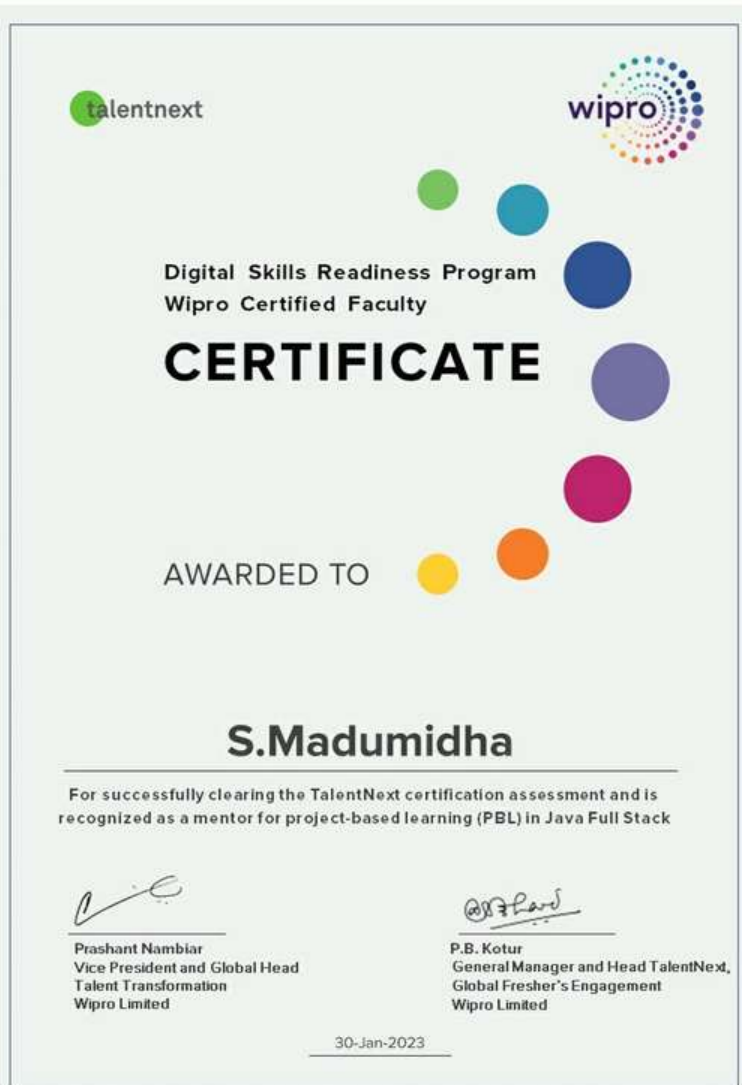 talentnext
wipro
Digital Skills Readiness Program
Wipro Certified Faculty
CERTIFICATE
AWARDED TO
S.Madumidha
For successfully clearing the TalentNext certification assessment and is
recognized as a mentor for project-based learning (PBL) in Java Full Stack
Prashant Nambiar
Vice President and Global Head
Talent Transformation
Wipro Limited
P.B. Kotur
General Manager and Head TalentNext,
Global Fresher's Engagement
Wipro Limited
30-Jan-2023